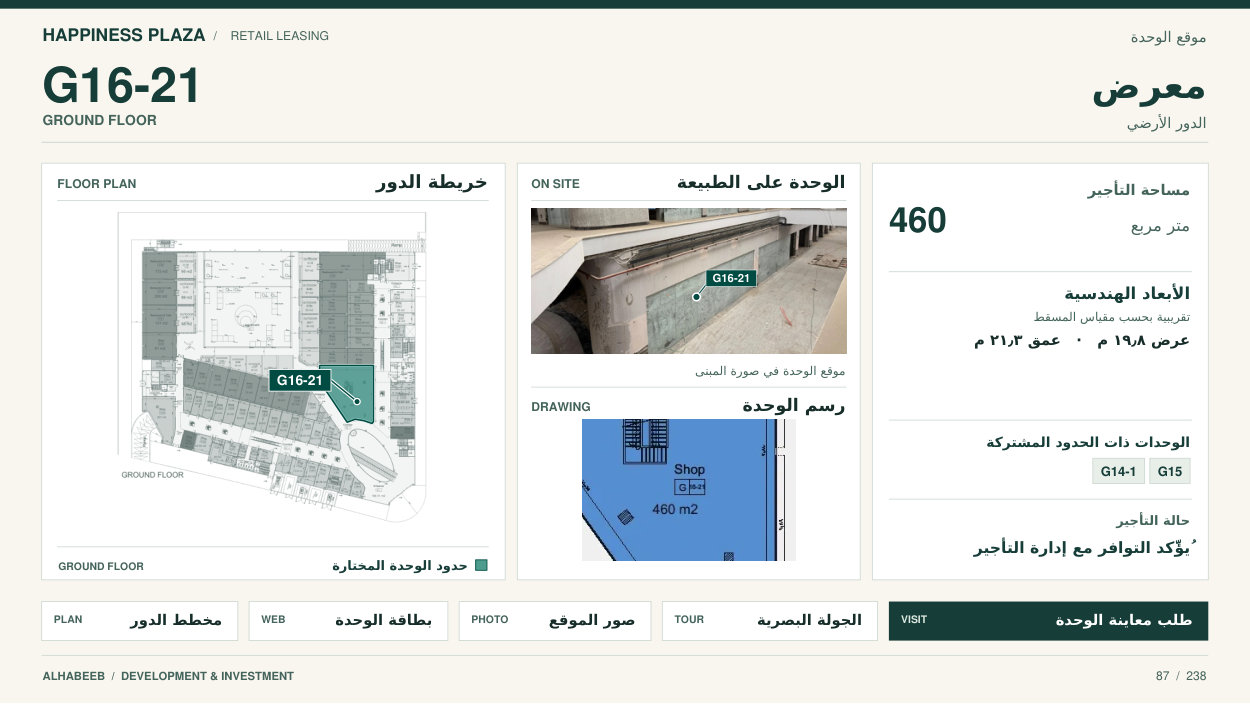 HAPPINESS PLAZA / RETAIL LEASING
موقع الوحدة
G16-21
معرض
GROUND FLOOR
الدور الأرضي
FLOOR PLAN
خريطة الدور
G16-21
GROUND FLOOR
GROUND FLOOR
حدود الوحدة المختارة
ON SITE
الوحدة على الطبيعة
G16-21
موقع الوحدة في صورة المبنى
DRAWING
رسم الوحدة
Shop
G 16-21
460 m2
مساحة التأجير
460 متر مربع
الأبعاد الهندسية
تقريبية بحسب مقياس المسقط
عرض ١٩٫٨ م · عمق ٢١٫٣ م
الوحدات ذات الحدود المشتركة
G14-1 G15
حالة التأجير
ُيؤّكد التوافر مع إدارة التأجير
PLAN مخطط الدور
WEB بطاقة الوحدة
PHOTO صور الموقع
TOUR الجولة البصرية
VISIT طلب معاينة الوحدة
ALHABEEB / DEVELOPMENT & INVESTMENT
87 / 238